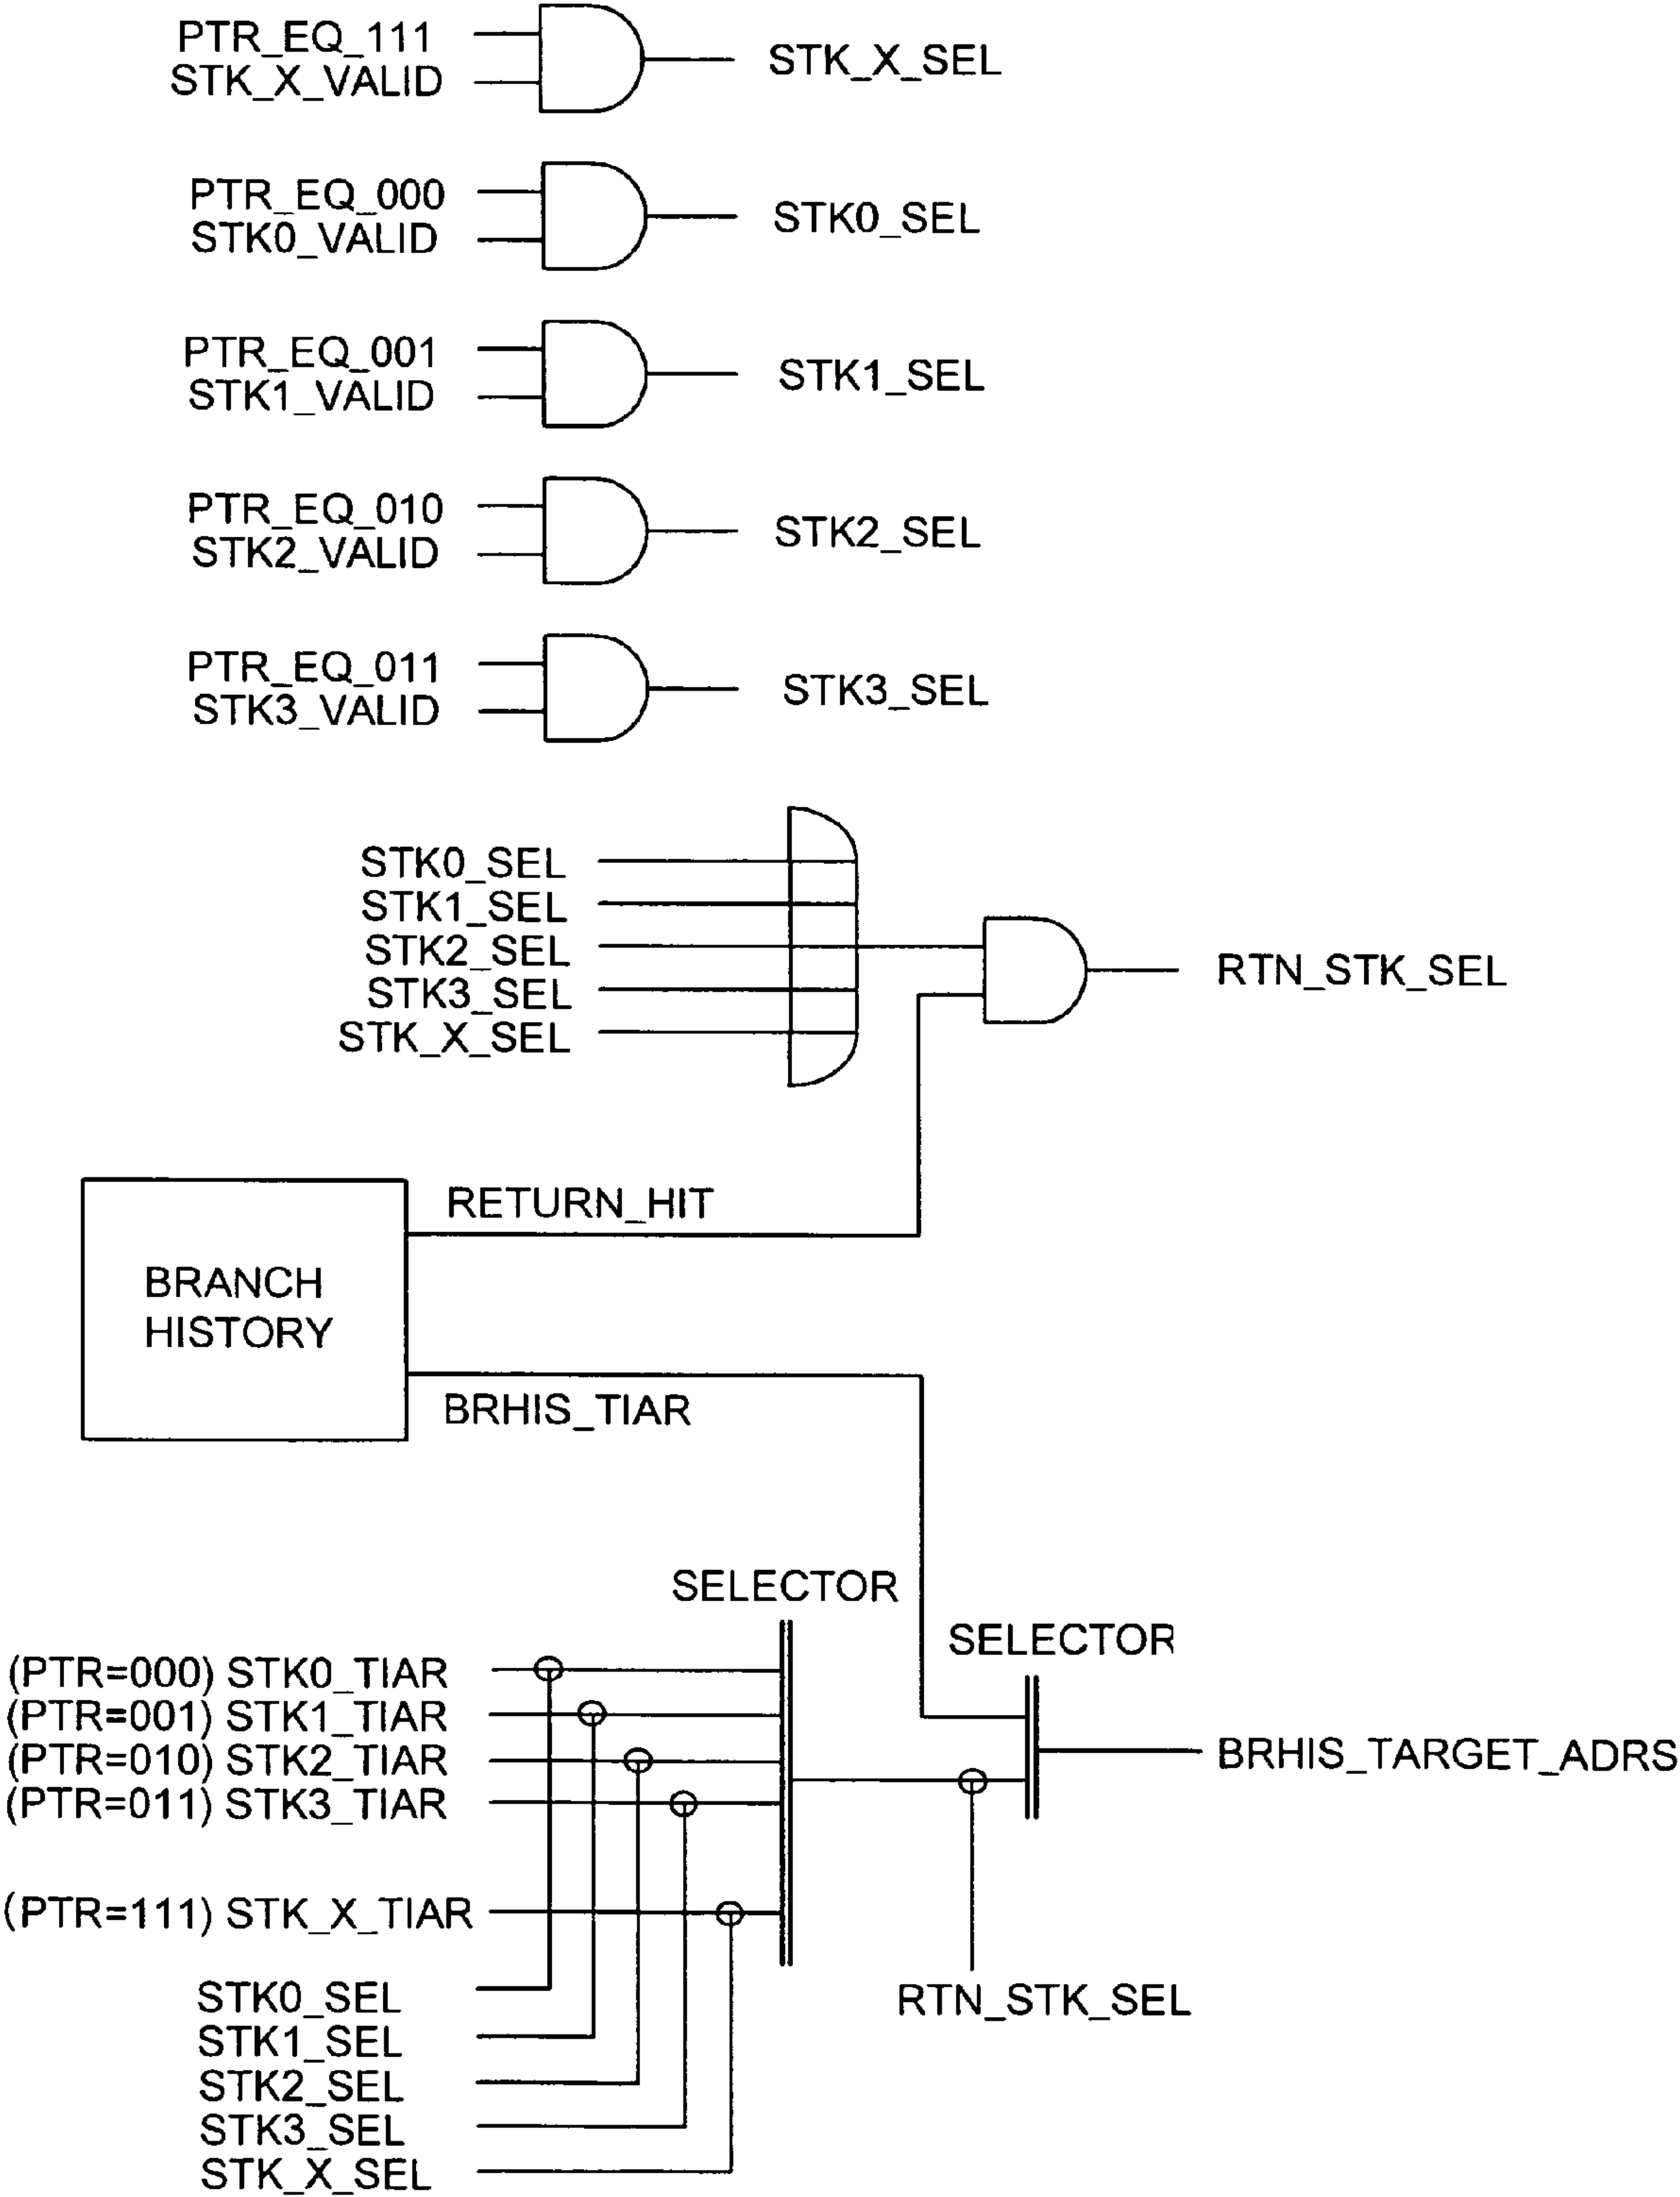 PTR_EQ_111
STK_X_VALID
STK_X_SEL
PTR_EQ_000
STK0_VALID
STK0_SEL
PTR_EQ_001
STK1_VALID
STK1_SEL
PTR_EQ_010
STK2_VALID
STK2_SEL
PTR_EQ_011
STK3_VALID
STK3_SEL
STK0_SEL
STK1_SEL
STK2_SEL
STK3_SEL
STK_X_SEL
RTN_STK_SEL
RETURN_HIT
BRANCH
HISTORY
BRHIS_TIAR
SELECTOR
SELECTOR
(PTR=000) STK0_TIAR
(PTR=001) STK1_TIAR
(PTR=010) STK2_TIAR
(PTR=011) STK3_TIAR
(PTR=111) STK_X_TIAR
BRHIS_TARGET_ADRS
RTN_STK_SEL
STK0_SEL
STK1_SEL
STK2_SEL
STK3_SEL
STK_X_SEL